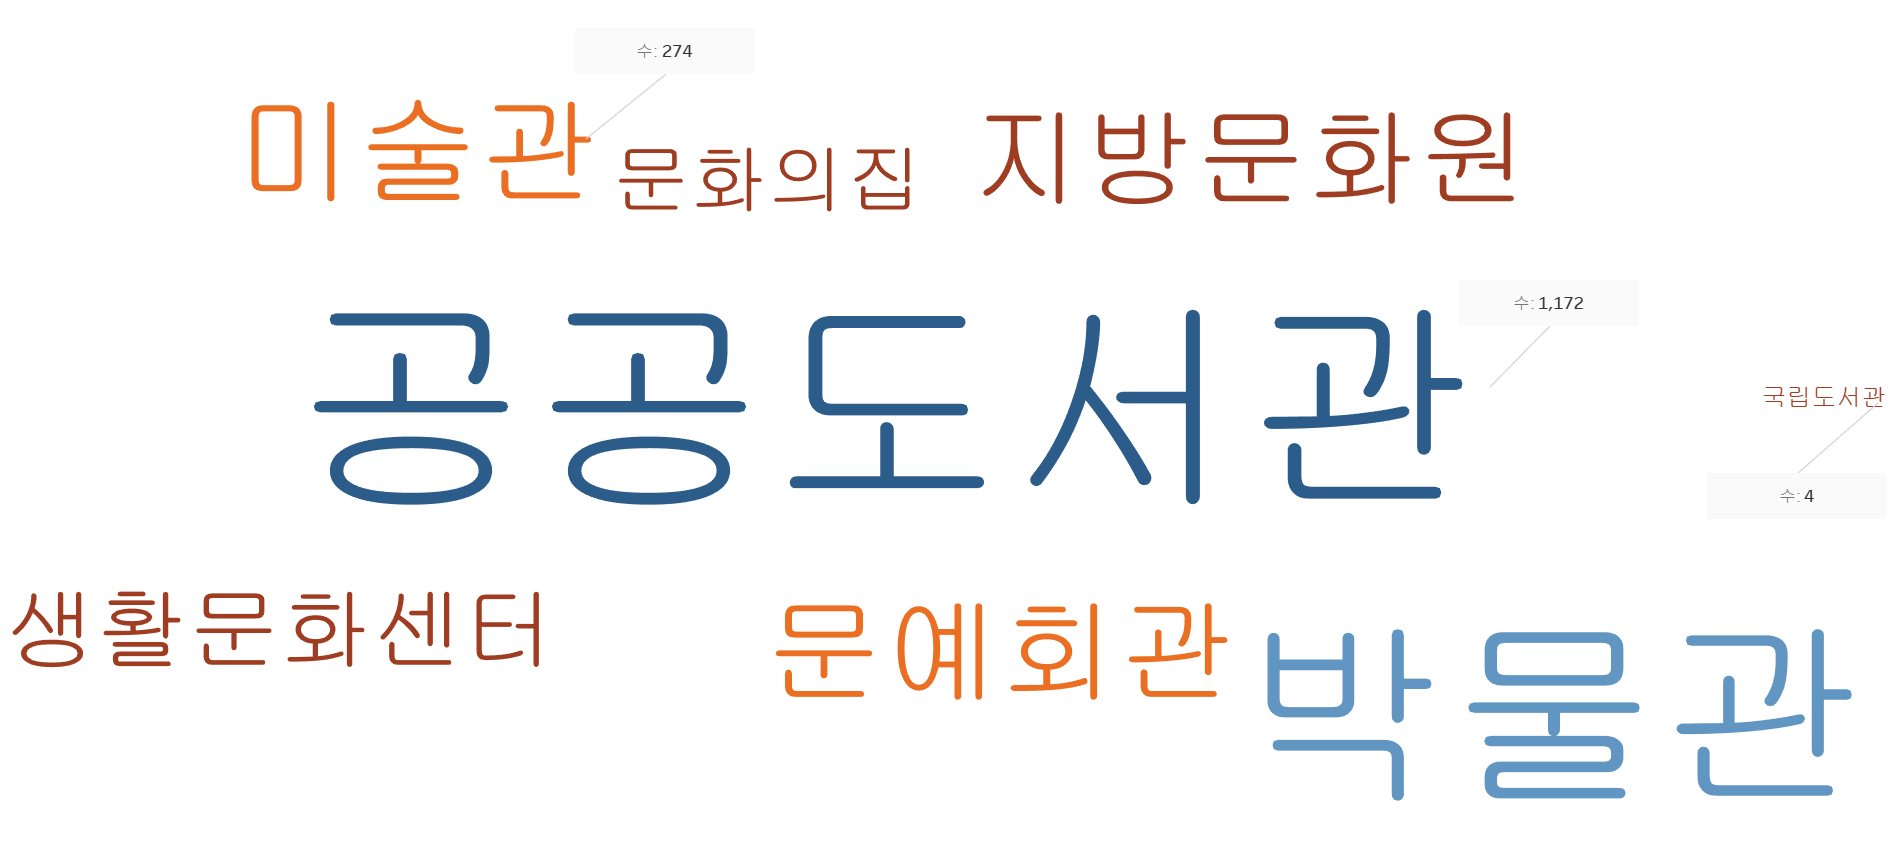 수: 274
미술관
문화의집
지방문화원
수: 1,172
공공도서관
국립도서관
수: 4
생활문화센터
문예회관
박물관